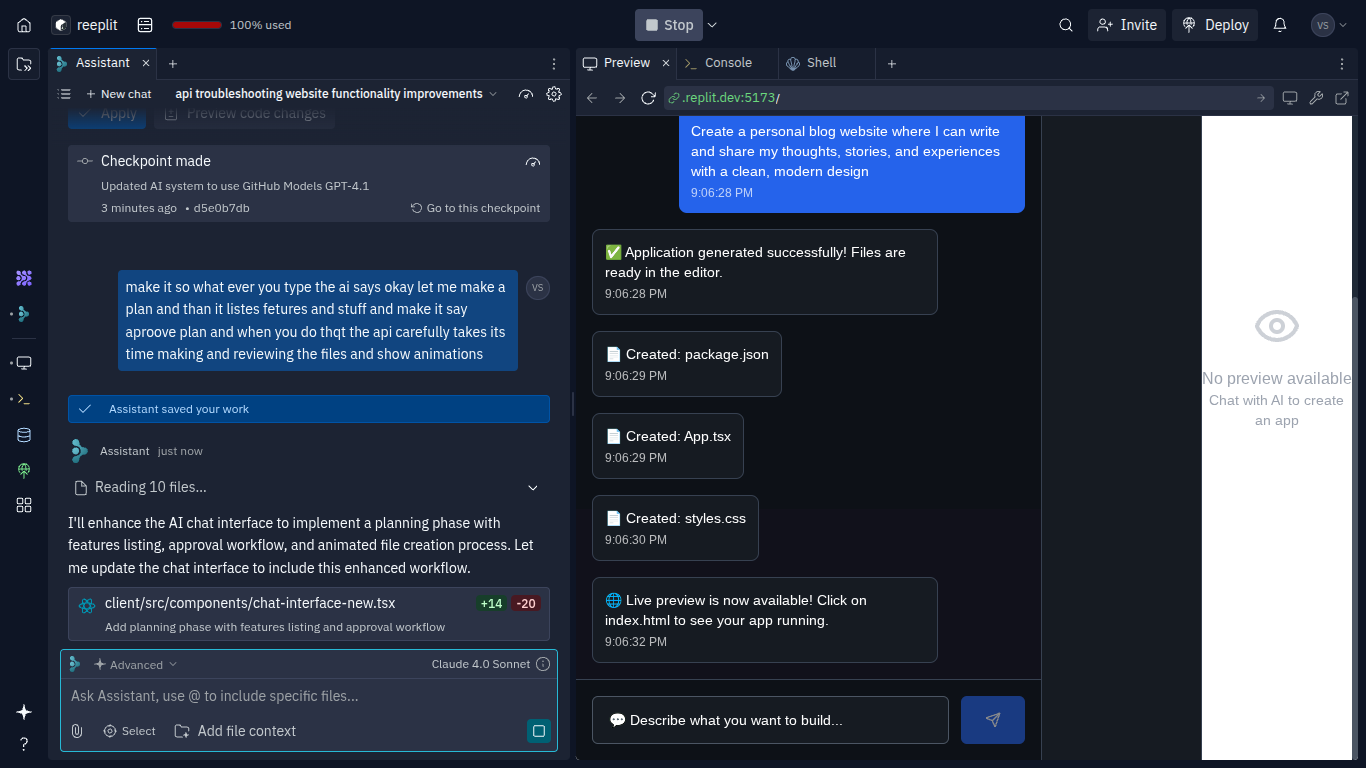 reeplit
100% used
Stop
Invite
Deploy
VS
Assistant
Preview
Console
Shell
New chat
api troubleshooting website functionality improvements
.replit.dev:5173/
Apply
Preview code changes
Checkpoint made
Updated AI system to use GitHub Models GPT-4.1
3 minutes ago • d5e0b7db
Go to this checkpoint
make it so what ever you type the ai says okay let me make a
plan and than it listes fetures and stuff and make it say
aproove plan and when you do thqt the api carefully takes its
time making and reviewing the files and show animations
VS
Assistant saved your work
Assistant just now
Reading 10 files...
I'll enhance the AI chat interface to implement a planning phase with
features listing, approval workflow, and animated file creation process. Let
me update the chat interface to include this enhanced workflow.
client/src/components/chat-interface-new.tsx
+14 -20
Add planning phase with features listing and approval workflow
Advanced
Claude 4.0 Sonnet
Ask Assistant, use @ to include specific files...
Select
Add file context
?
Create a personal blog website where I can write
and share my thoughts, stories, and experiences
with a clean, modern design
9:06:28 PM
✅ Application generated successfully! Files are
ready in the editor.
9:06:28 PM
📄 Created: package.json
9:06:29 PM
📄 Created: App.tsx
9:06:29 PM
📄 Created: styles.css
9:06:30 PM
🌐 Live preview is now available! Click on
index.html to see your app running.
9:06:32 PM
💬 Describe what you want to build...
No preview available
Chat with AI to create
an app